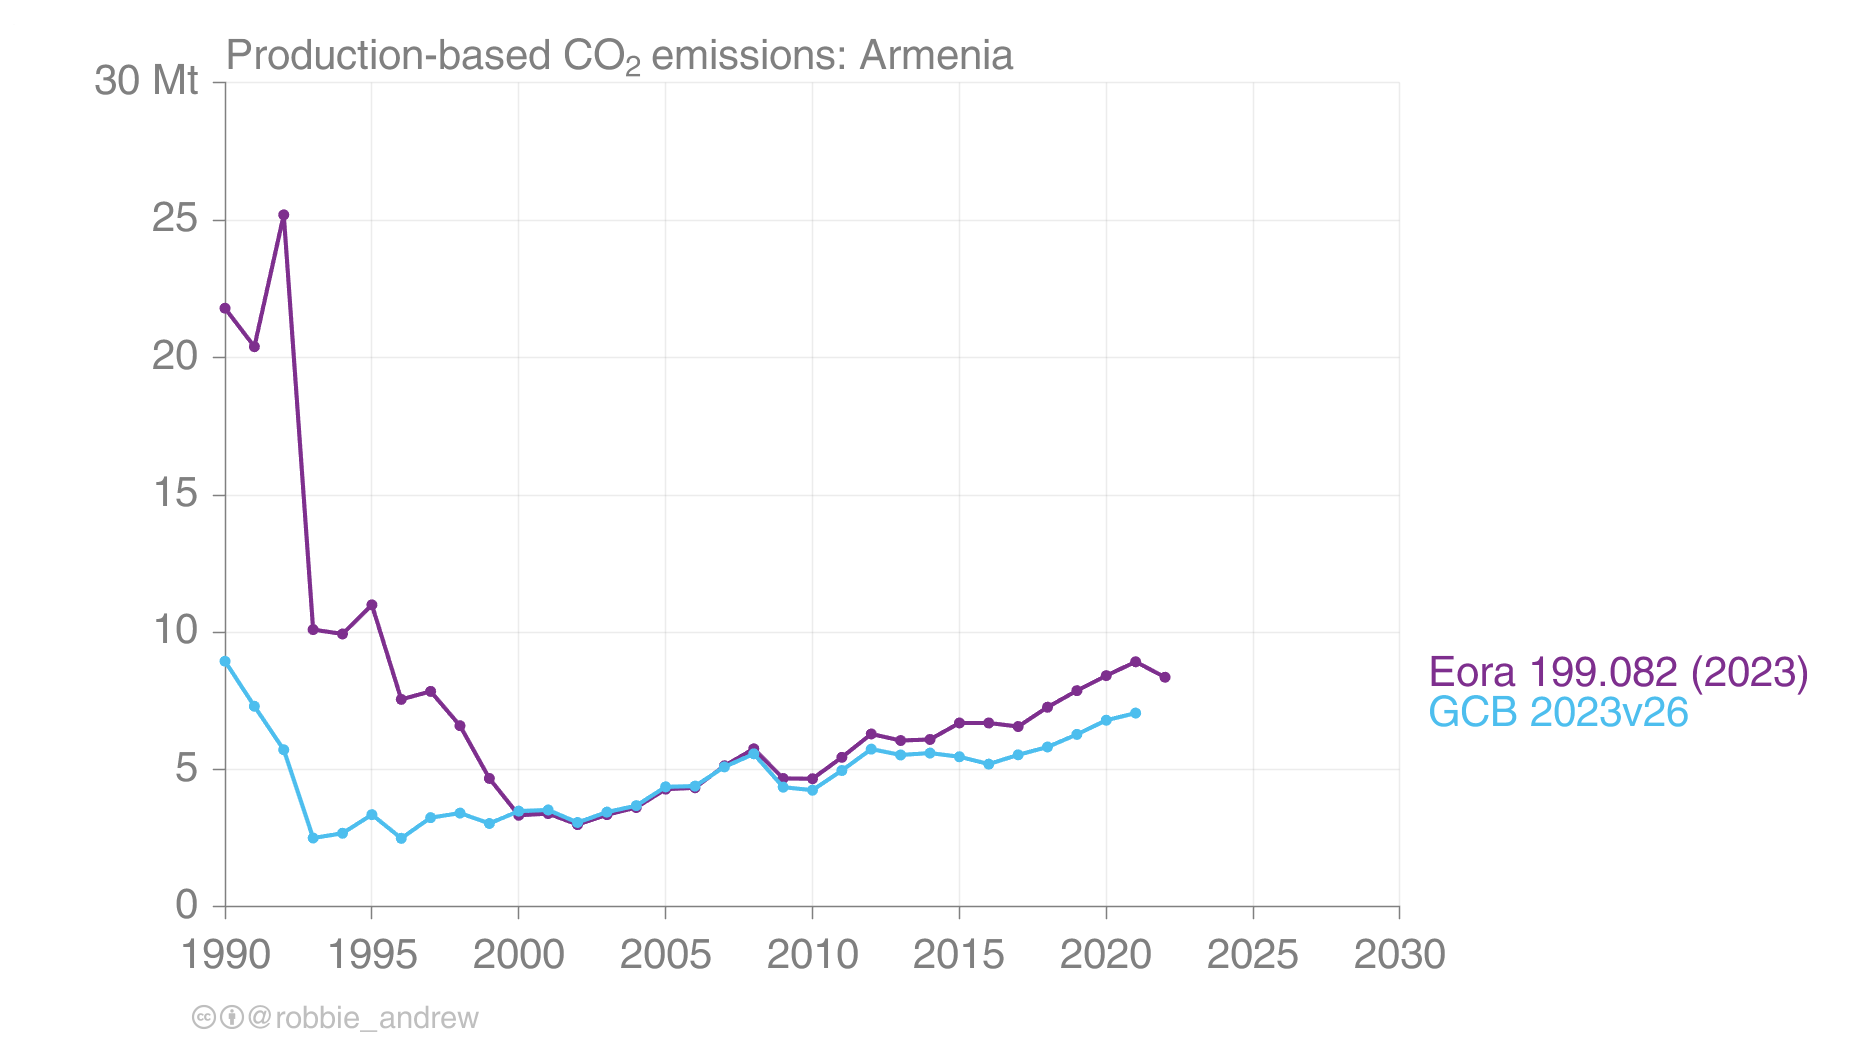 Production-based CO₂ emissions: Armenia
30 Mt
25
20
15
10
5
0
1990 1995 2000 2005 2010 2015 2020 2025 2030
Eora 199.082 (2023)
GCB 2023v26
@robbie_andrew